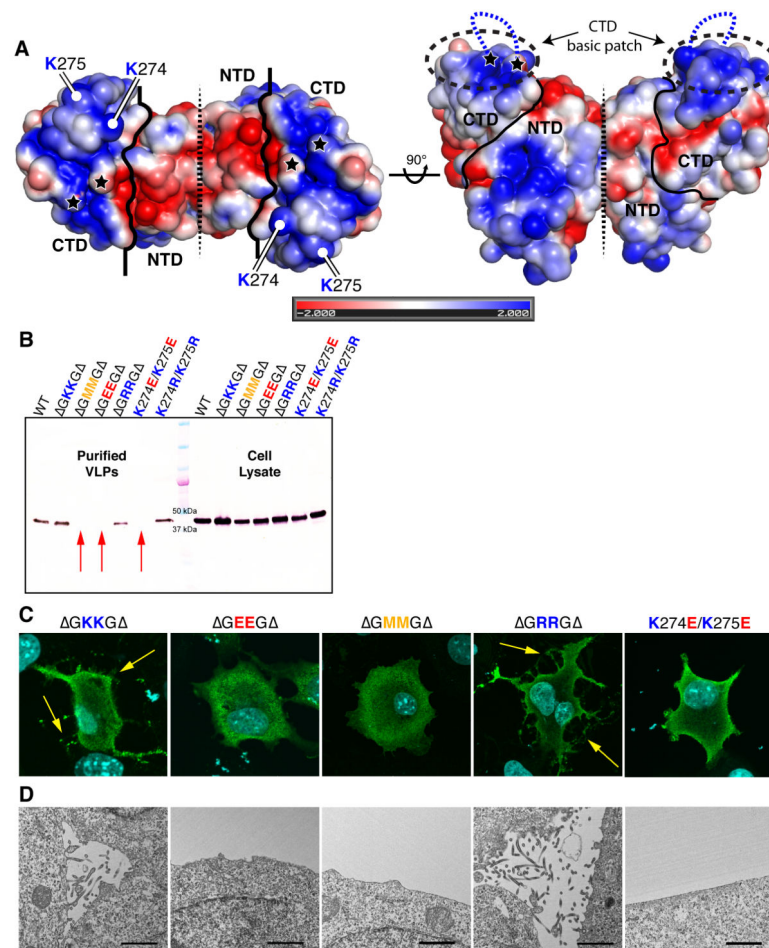 A
K275
K274
NTD
CTD
CTD
NTD
K274
K275
90°
CTD
basic patch
CTD
NTD
CTD
NTD
-2.000 2.000
B
WT
ΔGKKGΔ
ΔGMMGΔ
ΔGEEGΔ
ΔGRRGΔ
K274E/K275E
K274R/K275R
WT
ΔGKKGΔ
ΔGMMGΔ
ΔGEEGΔ
ΔGRRGΔ
K274E/K275E
K274R/K275R
Purified
VLPs
Cell
Lysate
50 kDa
37 kDa
C
ΔGKKGΔ ΔGEEGΔ ΔGMMGΔ ΔGRRGΔ K274E/K275E
D